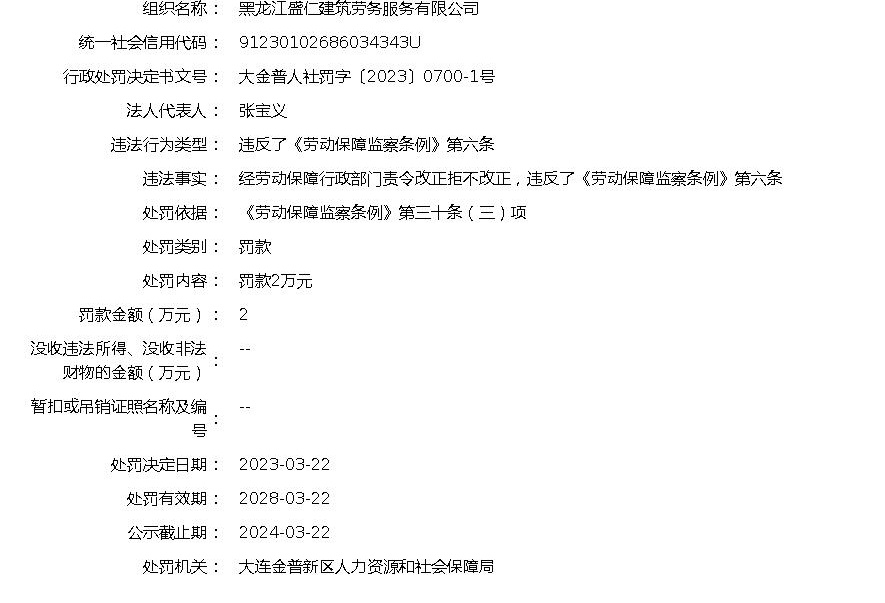 组织名称： 黑龙江盛仁建筑劳务服务有限公司
统一社会信用代码： 91230102686034343U
行政处罚决定书文号： 大金普人社罚字〔2023〕0700-1号
法人代表人： 张宝义
违法行为类型： 违反了《劳动保障监察条例》第六条
违法事实： 经劳动保障行政部门责令改正拒不改正，违反了《劳动保障监察条例》第六条
处罚依据： 《劳动保障监察条例》第三十条（三）项
处罚类别： 罚款
处罚内容： 罚款2万元
罚款金额（万元）： 2
没收违法所得、没收非法
财物的金额（万元）： --
暂扣或吊销证照名称及编
号： --
处罚决定日期： 2023-03-22
处罚有效期： 2028-03-22
公示截止期： 2024-03-22
处罚机关： 大连金普新区人力资源和社会保障局